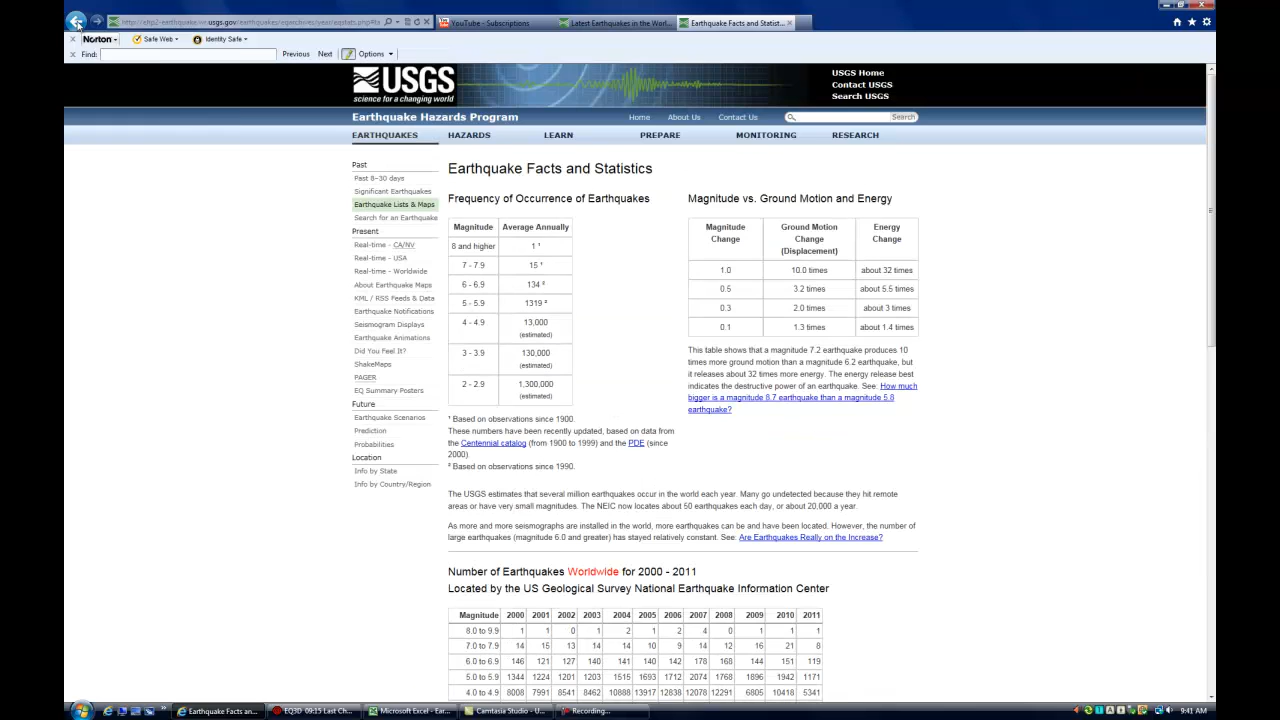 YouTube - Subscriptions
Latest Earthquakes in the Worl...
Earthquake Facts and Statist...
Norton
Safe Web
Identity Safe
Find:
Previous
Next
Options
USGS
science for a changing world
USGS Home
Contact USGS
Search USGS
Earthquake Hazards Program
Home
About Us
Contact Us
Search
EARTHQUAKES
HAZARDS
LEARN
PREPARE
MONITORING
RESEARCH
Past
Past 8-30 days
Significant Earthquakes
Earthquake Lists & Maps
Search for an Earthquake
Present
Real-time - CA/NV
Real-time - USA
Real-time - Worldwide
About Earthquake Maps
KML / RSS Feeds & Data
Earthquake Notifications
Seismogram Displays
Earthquake Animations
Did You Feel It?
ShakeMaps
PAGER
EQ Summary Posters
Future
Earthquake Scenarios
Prediction
Probabilities
Location
Info by State
Info by Country/Region
Earthquake Facts and Statistics
Frequency of Occurrence of Earthquakes
Magnitude Average Annually
8 and higher 1 ¹
7 - 7.9 15 ¹
6 - 6.9 134 ²
5 - 5.9 1319 ²
4 - 4.9 13,000
(estimated)
3 - 3.9 130,000
(estimated)
2 - 2.9 1,300,000
(estimated)
¹ Based on observations since 1900.
These numbers have been recently updated, based on data from
the Centennial catalog (from 1900 to 1999) and the PDE (since
2000).
² Based on observations since 1990.
Magnitude vs. Ground Motion and Energy
Magnitude
Change
Ground Motion
Change
(Displacement)
Energy
Change
1.0 10.0 times about 32 times
0.5 3.2 times about 5.5 times
0.3 2.0 times about 3 times
0.1 1.3 times about 1.4 times
This table shows that a magnitude 7.2 earthquake produces 10
times more ground motion than a magnitude 6.2 earthquake, but
it releases about 32 times more energy. The energy release best
indicates the destructive power of an earthquake. See: How much
bigger is a magnitude 8.7 earthquake than a magnitude 5.8
earthquake?
The USGS estimates that several million earthquakes occur in the world each year. Many go undetected because they hit remote
areas or have very small magnitudes. The NEIC now locates about 50 earthquakes each day, or about 20,000 a year.
As more and more seismographs are installed in the world, more earthquakes can be and have been located. However, the number of
large earthquakes (magnitude 6.0 and greater) has stayed relatively constant. See: Are Earthquakes Really on the Increase?
Number of Earthquakes Worldwide for 2000 - 2011
Located by the US Geological Survey National Earthquake Information Center
Magnitude 2000 2001 2002 2003 2004 2005 2006 2007 2008 2009 2010 2011
8.0 to 9.9 1 1 0 1 2 1 2 4 0 1 1 1
7.0 to 7.9 14 15 13 14 14 10 9 14 12 16 21 8
6.0 to 6.9 146 121 127 140 141 140 142 178 168 144 151 119
5.0 to 5.9 1344 1224 1201 1203 1515 1693 1712 2074 1768 1896 1942 1171
4.0 to 4.9 8008 7991 8541 8462 10888 13917 12838 12078 12291 6805 10418 5341
Earthquake Facts an...
EQ3D 09:15 Last Ch...
Microsoft Excel - Ear...
Camtasia Studio - U...
Recording...
9:41 AM